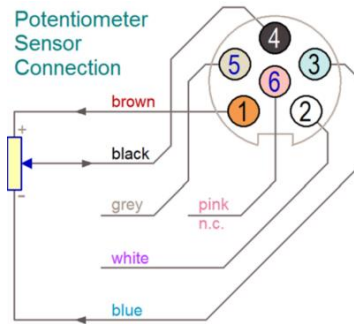 Potentiometer
Sensor
Connection
4
5
3
6
brown
1
2
+
black
-
grey
pink
n.c.
white
blue